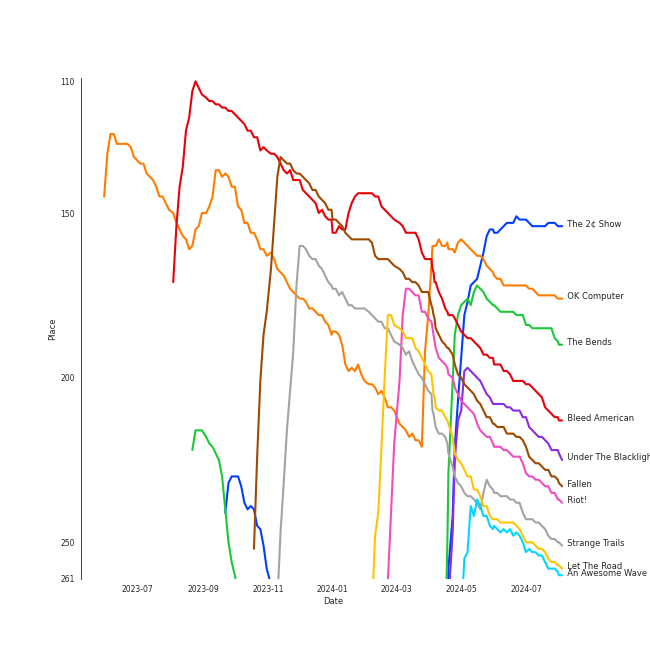 110
150
200
250
261
Place
2023-07
2023-09
2023-11
2024-01
2024-03
2024-05
2024-07
Date
The 2¢ Show
OK Computer
The Bends
Bleed American
Under The Blackligh
Fallen
Riot!
Strange Trails
Let The Road
An Awesome Wave